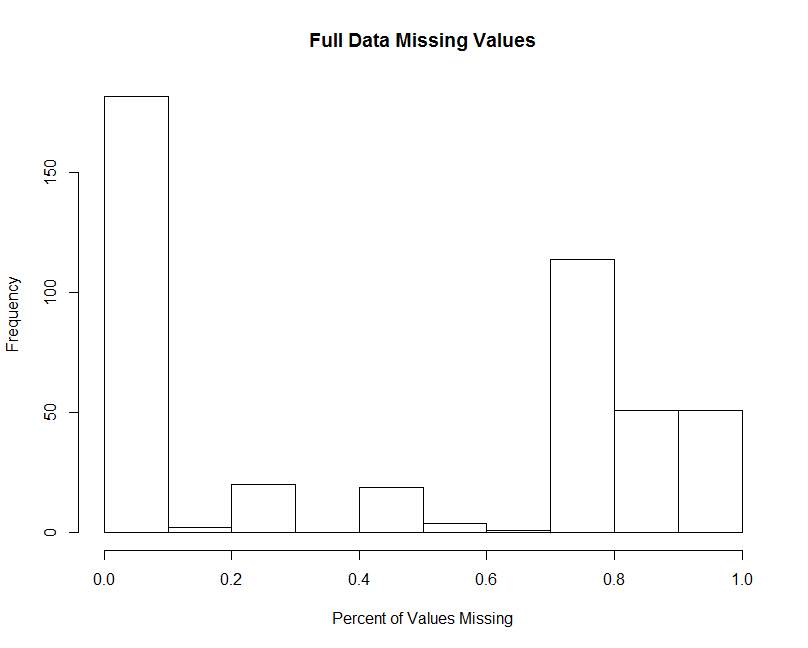 Full Data Missing Values
Frequency
150
100
50
0
0.0 0.2 0.4 0.6 0.8 1.0
Percent of Values Missing